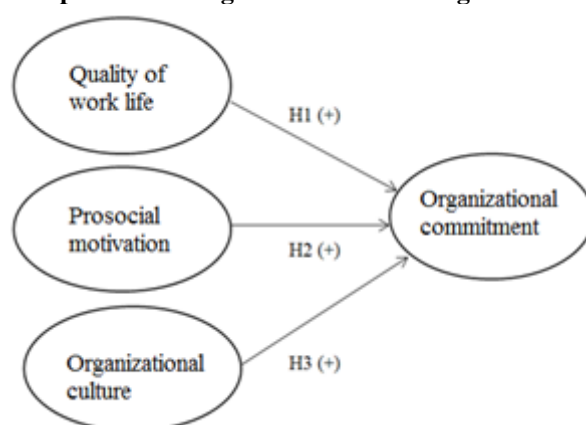 Quality of
work life
H1 (+)
Organizational
commitment
Prosocial
motivation
H2 (+)
Organizational
culture
H3 (+)